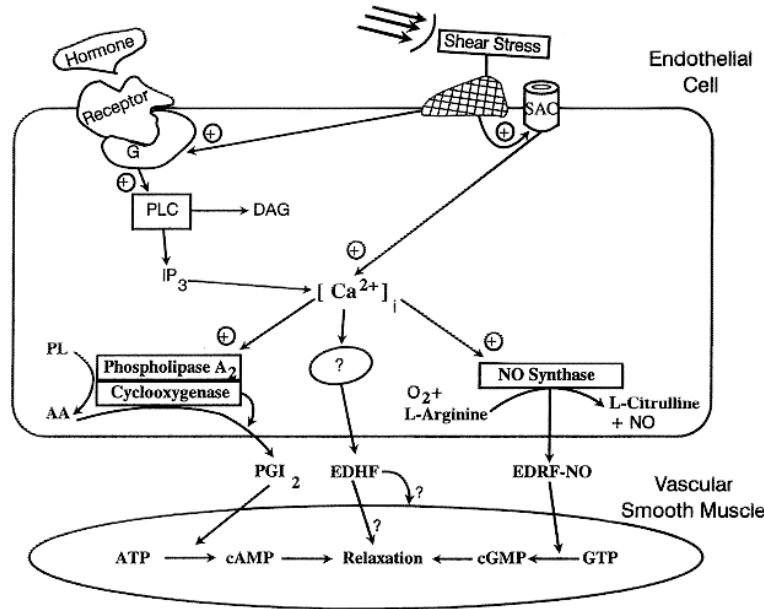 Hormone
Shear Stress
Endothelial
Cell
Receptor
SAC
+
+
G
+
PLC
DAG
+
IP3
[ Ca2+]i
+
+
PL
Phospholipase A2
?
NO Synthase
Cyclooxygenase
O2+
L-Arginine
L-Citrulline
+ NO
AA
PGI2
EDHF
EDRF-NO
?
Vascular
Smooth Muscle
?
ATP
cAMP
Relaxation
cGMP
GTP